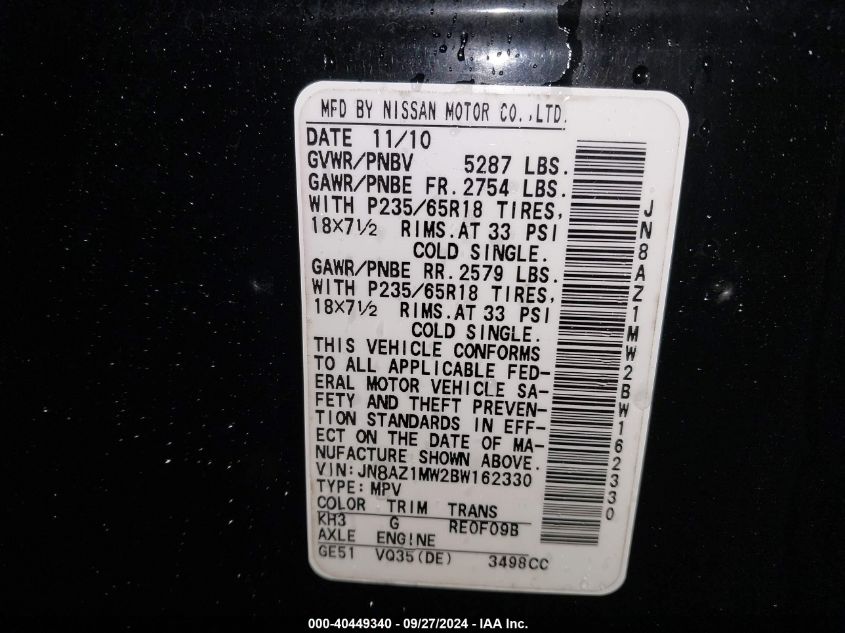 MFD BY NISSAN MOTOR CO.,LTD.
DATE 11/10
GVWR/PNBV 5287 LBS.
GAWR/PNBE FR. 2754 LBS.
WITH P235/65R18 TIRES,
18X7½ RIMS. AT 33 PSI
COLD SINGLE.
GAWR/PNBE RR. 2579 LBS.
WITH P235/65R18 TIRES,
18X7½ RIMS. AT 33 PSI
COLD SINGLE.
THIS VEHICLE CONFORMS
TO ALL APPLICABLE FED-
ERAL MOTOR VEHICLE SA-
FETY AND THEFT PREVEN-
TION STANDARDS IN EFF-
ECT ON THE DATE OF MA-
NUFACTURE SHOWN ABOVE.
VIN: JN8AZ1MW2BW162330
TYPE: MPV
COLOR TRIM TRANS
KH3 G RE0F09B
AXLE ENGINE
GE51 VQ35(DE) 3498CC
JN8AZ1MW2BW162330
000-40449340 - 09/27/2024 - IAA Inc.